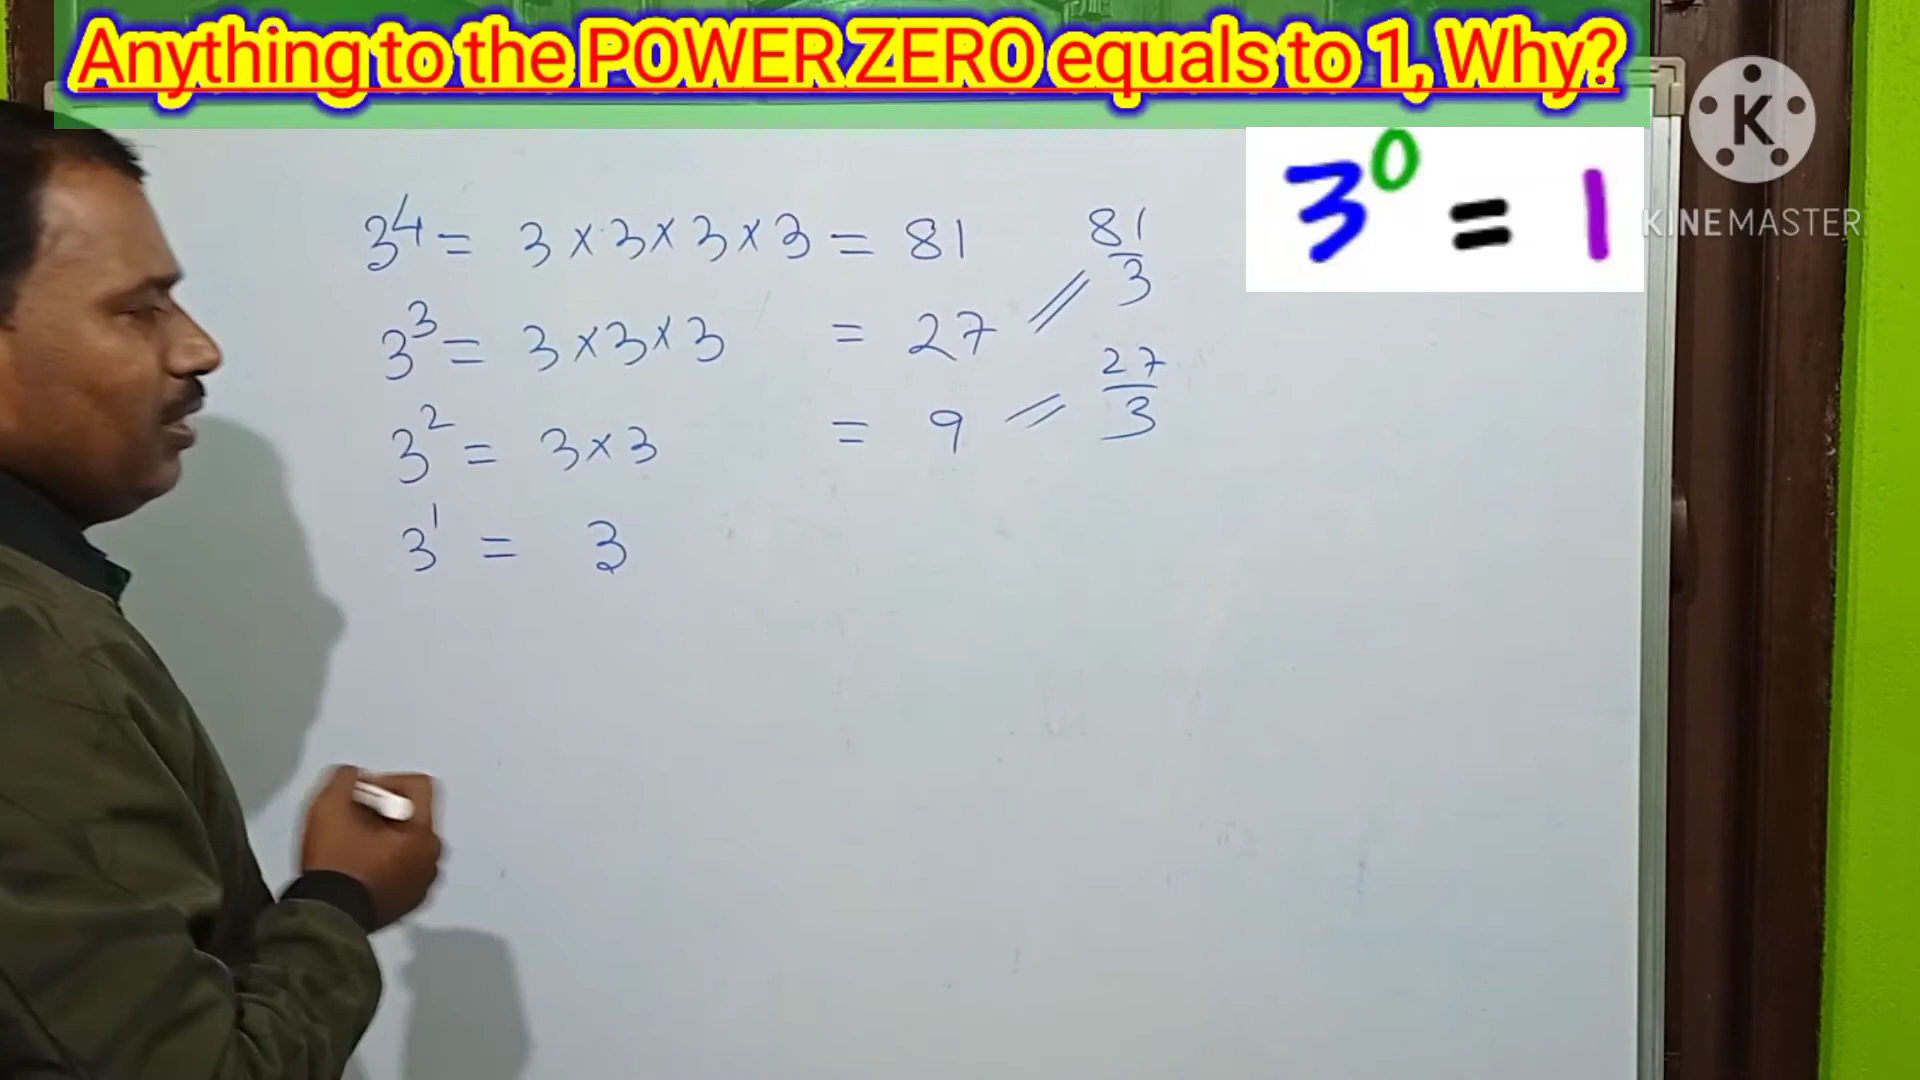 Anything to the POWER ZERO equals to 1, Why?
3⁰ = 1
K
KINEMASTER
3⁴ = 3 × 3 × 3 × 3 = 81 81/3
3³ = 3 × 3 × 3 = 27 = 27/3
3² = 3 × 3 = 9 =
3¹ = 3